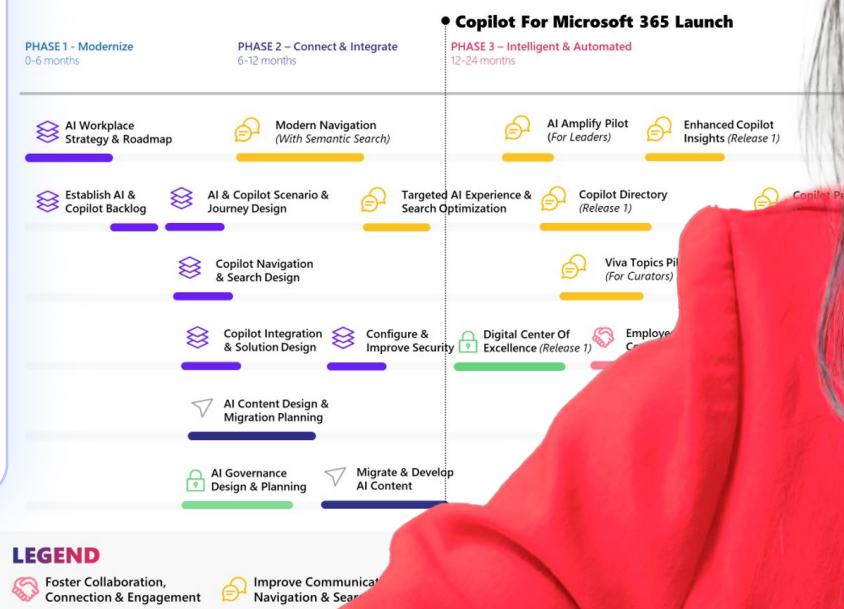 Copilot For Microsoft 365 Launch
PHASE 1 - Modernize
0-6 months
PHASE 2 – Connect & Integrate
6-12 months
PHASE 3 – Intelligent & Automated
12-24 months
AI Workplace
Strategy & Roadmap
Modern Navigation
(With Semantic Search)
AI Amplify Pilot
(For Leaders)
Enhanced Copilot
Insights (Release 1)
Establish AI &
Copilot Backlog
AI & Copilot Scenario &
Journey Design
Targeted AI Experience &
Search Optimization
Copilot Directory
(Release 1)
Copilot
Copilot Navigation
& Search Design
Viva Topics
(For Curators)
Copilot Integration
& Solution Design
Configure &
Improve Security
Digital Center Of
Excellence (Release 1)
AI Content Design &
Migration Planning
AI Governance
Design & Planning
Migrate & Develop
AI Content
LEGEND
Foster Collaboration,
Connection & Engagement
Improve
Navigation &